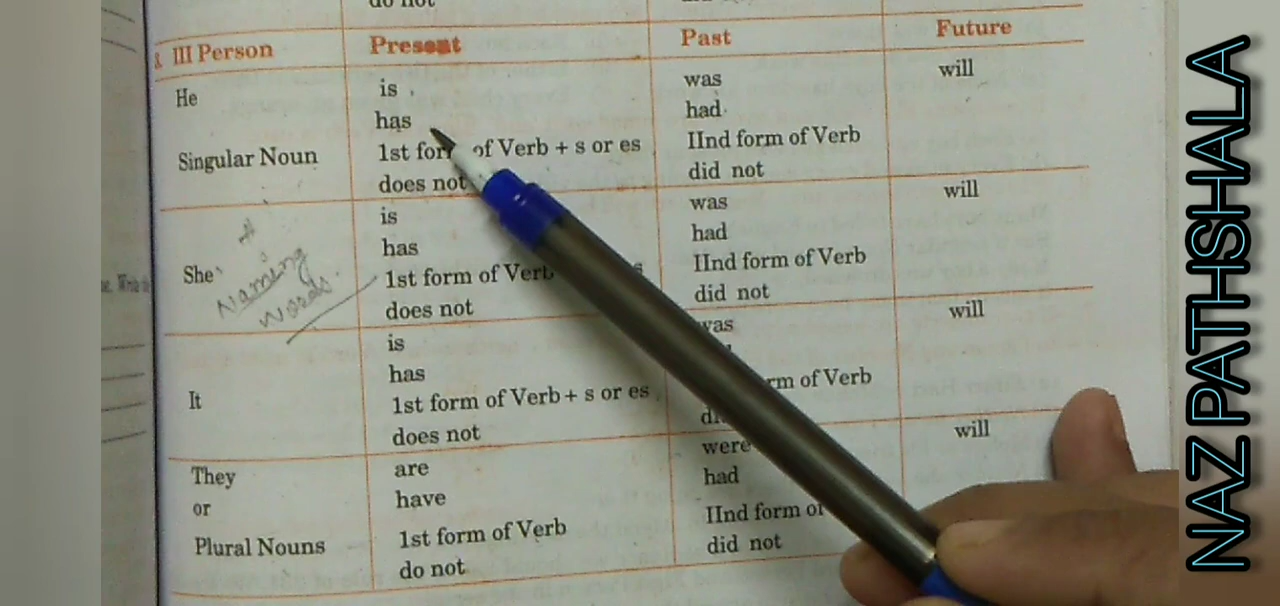 do not
3. III Person Present Past Future
He is was will
has had
Singular Noun 1st of Verb + s or es IInd form of Verb
does not did not
She is was will
has had
Naming Words 1st form of Verb IInd form of Verb
does not did not
It is was will
has
1st form of Verb + s or es of Verb
does not
They are were will
or have had
Plural Nouns 1st form of Verb IInd form
do not did not
NAZ PATHSHALA